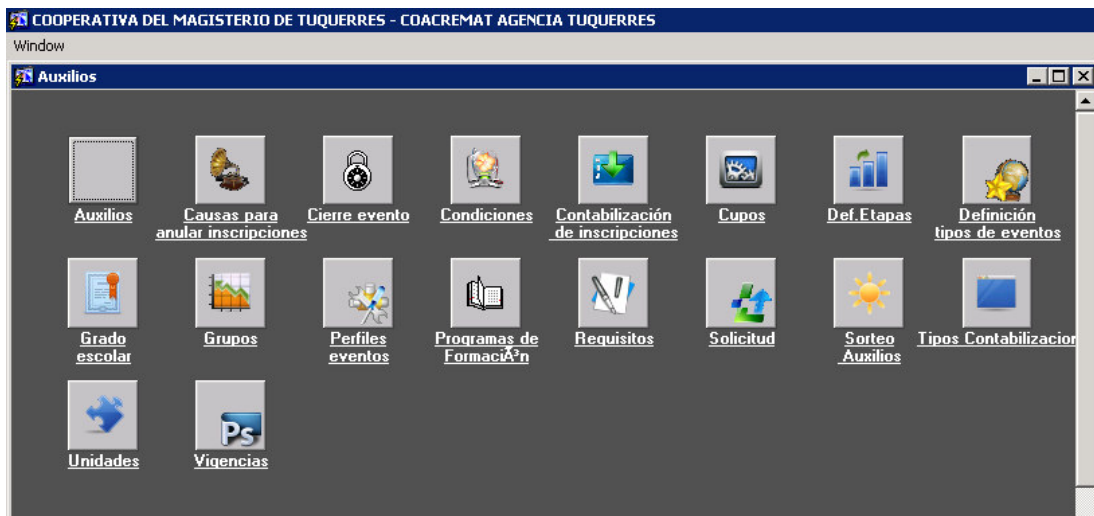 COOPERATIVA DEL MAGISTERIO DE TUQUERRES - COACREMAT AGENCIA TUQUERRES
Window
Auxilios
Auxilios
Causas para
anular inscripciones
Cierre evento
Condiciones
Contabilización
de inscripciones
Cupos
Def.Etapas
Definición
tipos de eventos
Grado
escolar
Grupos
Perfiles
eventos
Programas de
FormaciÃ³n
Requisitos
Solicitud
Sorteo
Auxilios
Tipos Contabilizacion
Unidades
Ps
Vigencias